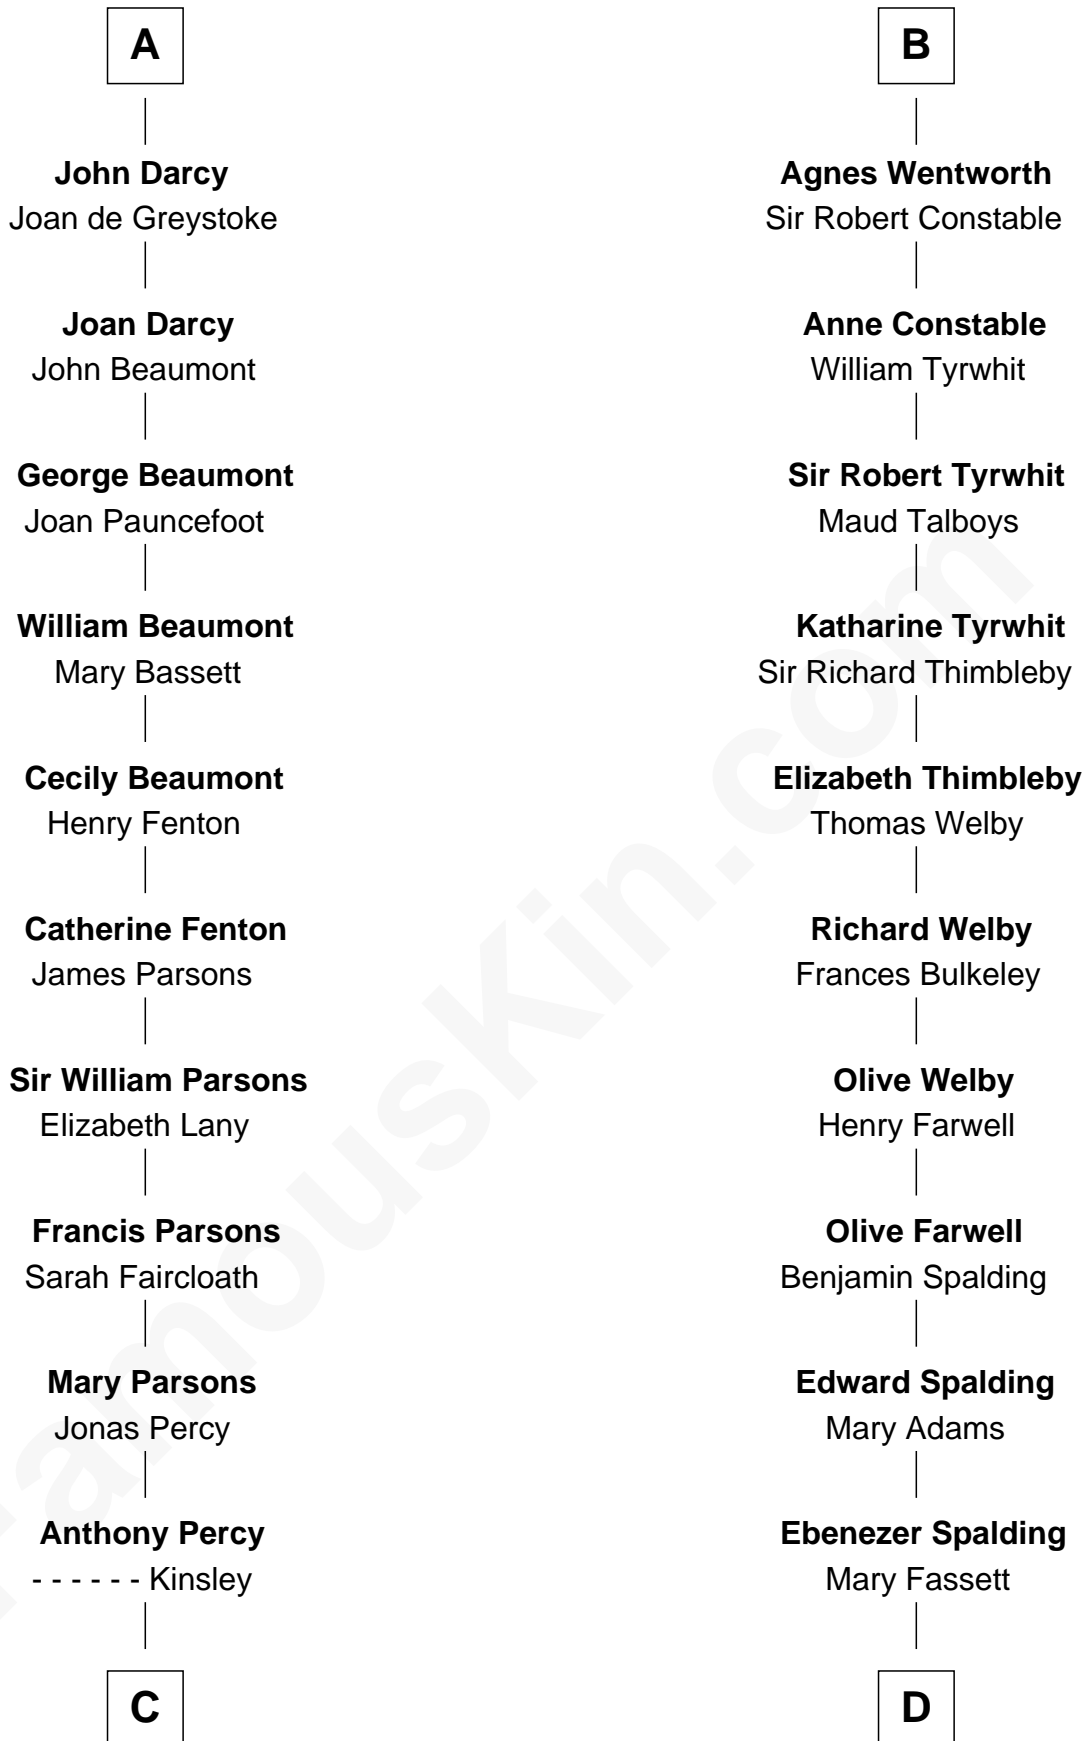 A
John Darcy
Joan de Greystoke
Joan Darcy
John Beaumont
George Beaumont
Joan Pauncefoot
William Beaumont
Mary Bassett
Cecily Beaumont
Henry Fenton
Catherine Fenton
James Parsons
Sir William Parsons
Elizabeth Lany
Francis Parsons
Sarah Faircloath
Mary Parsons
Jonas Percy
Anthony Percy
- - - - - - Kinsley
C
B
Agnes Wentworth
Sir Robert Constable
Anne Constable
William Tyrwhit
Sir Robert Tyrwhit
Maud Talboys
Katharine Tyrwhit
Sir Richard Thimbleby
Elizabeth Thimbleby
Thomas Welby
Richard Welby
Frances Bulkeley
Olive Welby
Henry Farwell
Olive Farwell
Benjamin Spalding
Edward Spalding
Mary Adams
Ebenezer Spalding
Mary Fassett
D
FamousKin.com